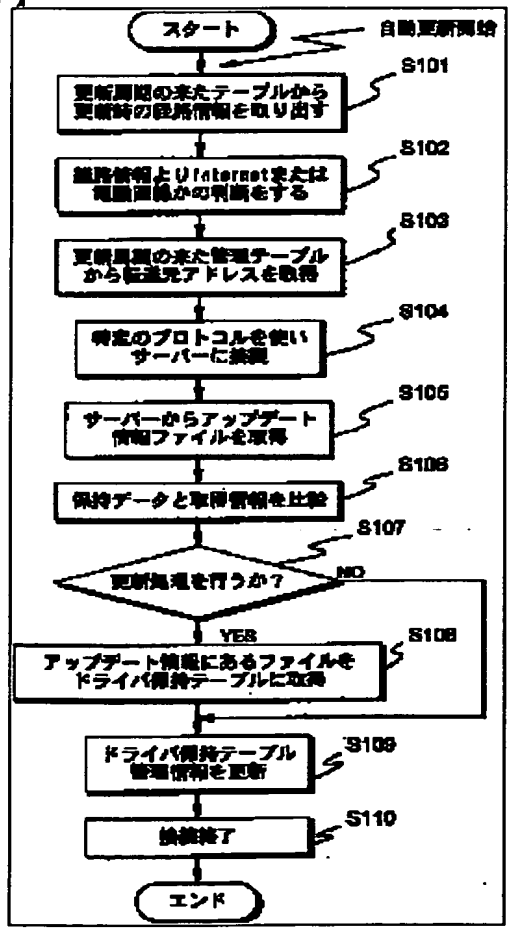 スタート
自動更新開始
S101
更新周期の来たテーブルから
更新時の経路情報を取り出す
S102
経路情報よりInternetまたは
電話回線かの判断をする
S103
更新周期の来た管理テーブル
から転送元アドレスを取得
S104
特定のプロトコルを使い
サーバーに接続
S105
サーバーからアップデート
情報ファイルを取得
S106
保持データと取得情報を比較
S107
更新処理を行うか?
NO
YES
S108
アップデート情報にあるファイルを
ドライバ保持テーブルに取得
S109
ドライバ保持テーブル
管理情報を更新
S110
接続終了
エンド